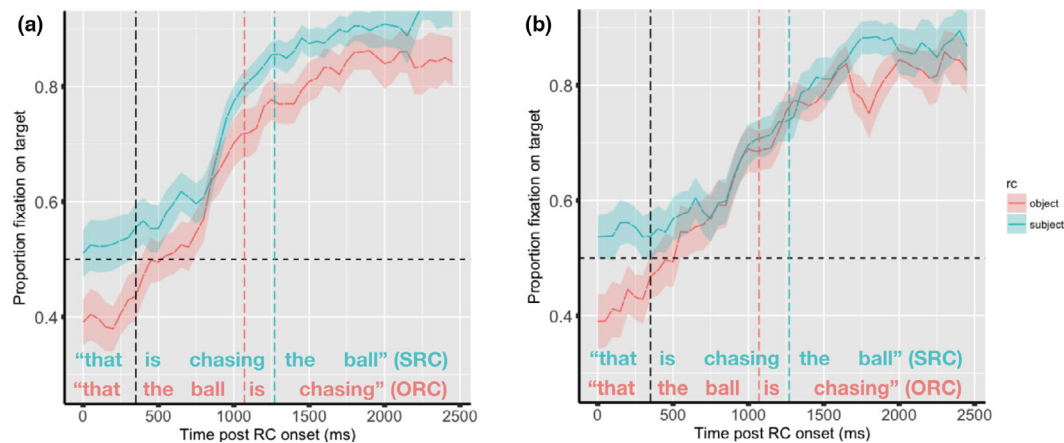 (a)
Proportion fixation on target
0.8
0.6
0.4
“that is chasing the ball” (SRC)
“that the ball is chasing” (ORC)
0 500 1000 1500 2000 2500
Time post RC onset (ms)
(b)
Proportion fixation on target
0.8
0.6
0.4
“that is chasing the ball” (SRC)
“that the ball is chasing” (ORC)
0 500 1000 1500 2000 2500
Time post RC onset (ms)
rc
object
subject